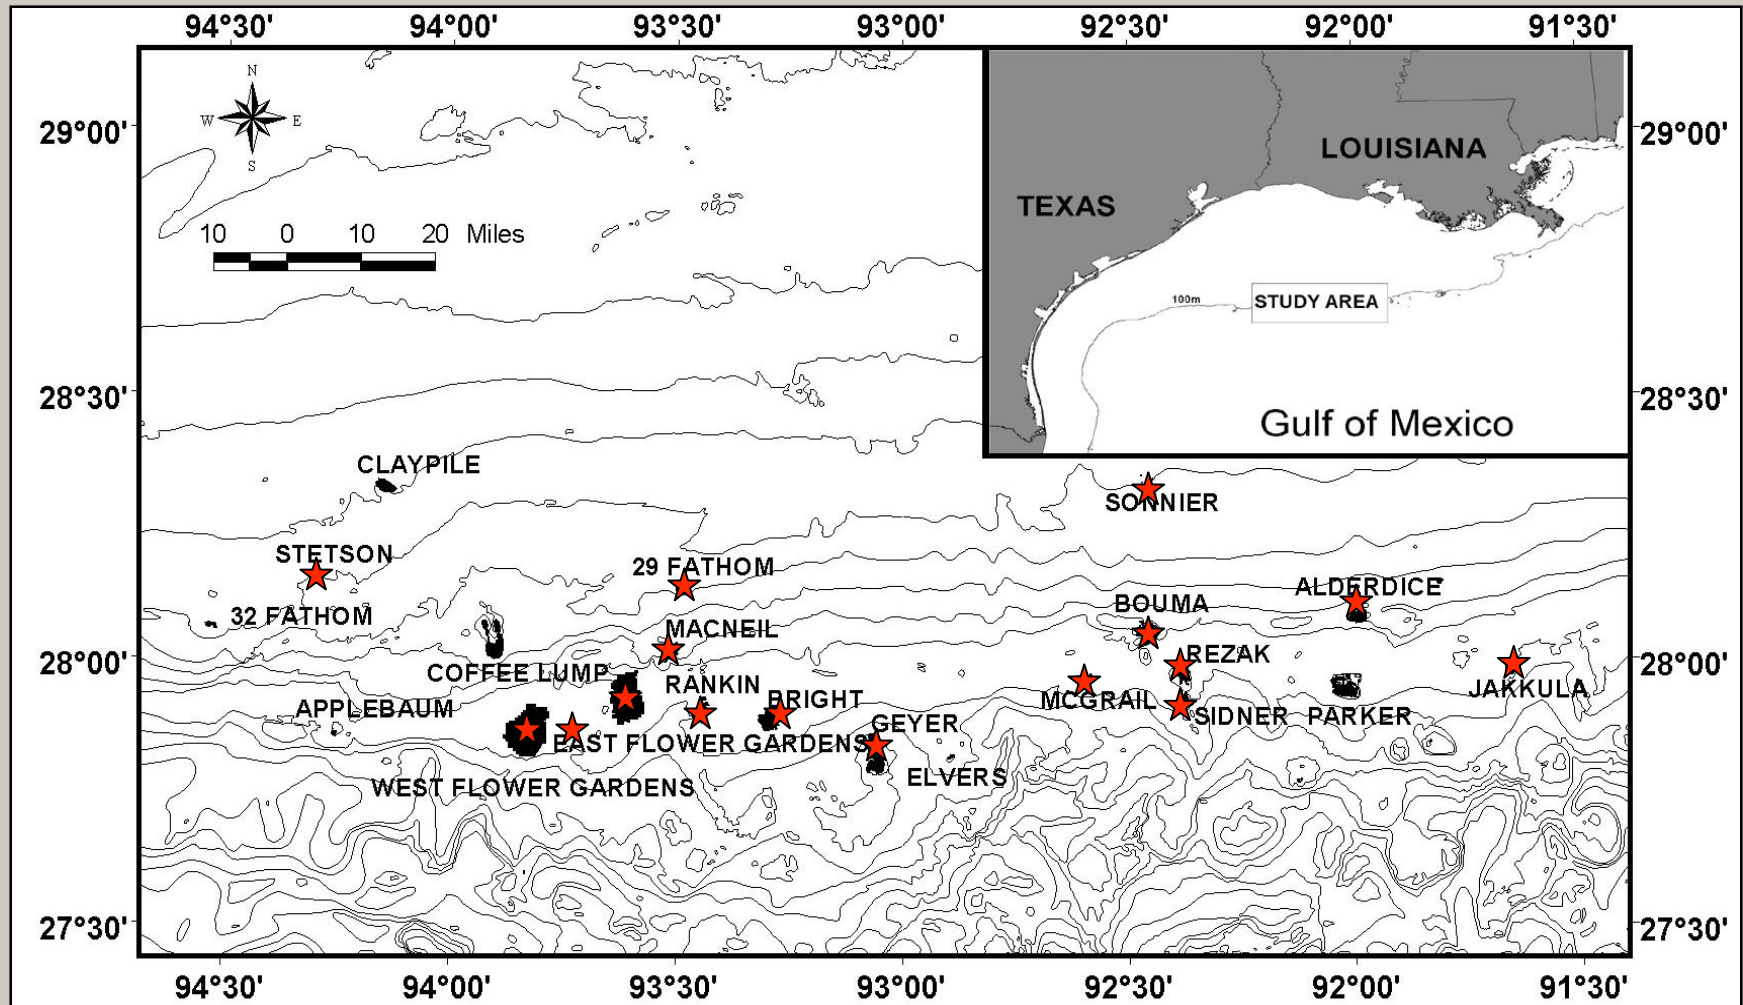 94°30' 94°00' 93°30' 93°00' 92°30' 92°00' 91°30'
N
W E
S
29°00' 29°00'
LOUISIANA
TEXAS
10 0 10 20 Miles
100m
STUDY AREA
28°30' 28°30'
Gulf of Mexico
CLAYPILE
SONNIER
STETSON
29 FATHOM
ALDERDICE
BOUMA
32 FATHOM
MACNEIL
REZAK
28°00' 28°00'
COFFEE LUMP
RANKIN
JAKKULA
BRIGHT
MCGRAIL
APPLEBAUM
SIDNER PARKER
GEYER
EAST FLOWER GARDENS
ELVERS
WEST FLOWER GARDENS
27°30' 27°30'
94°30' 94°00' 93°30' 93°00' 92°30' 92°00' 91°30'